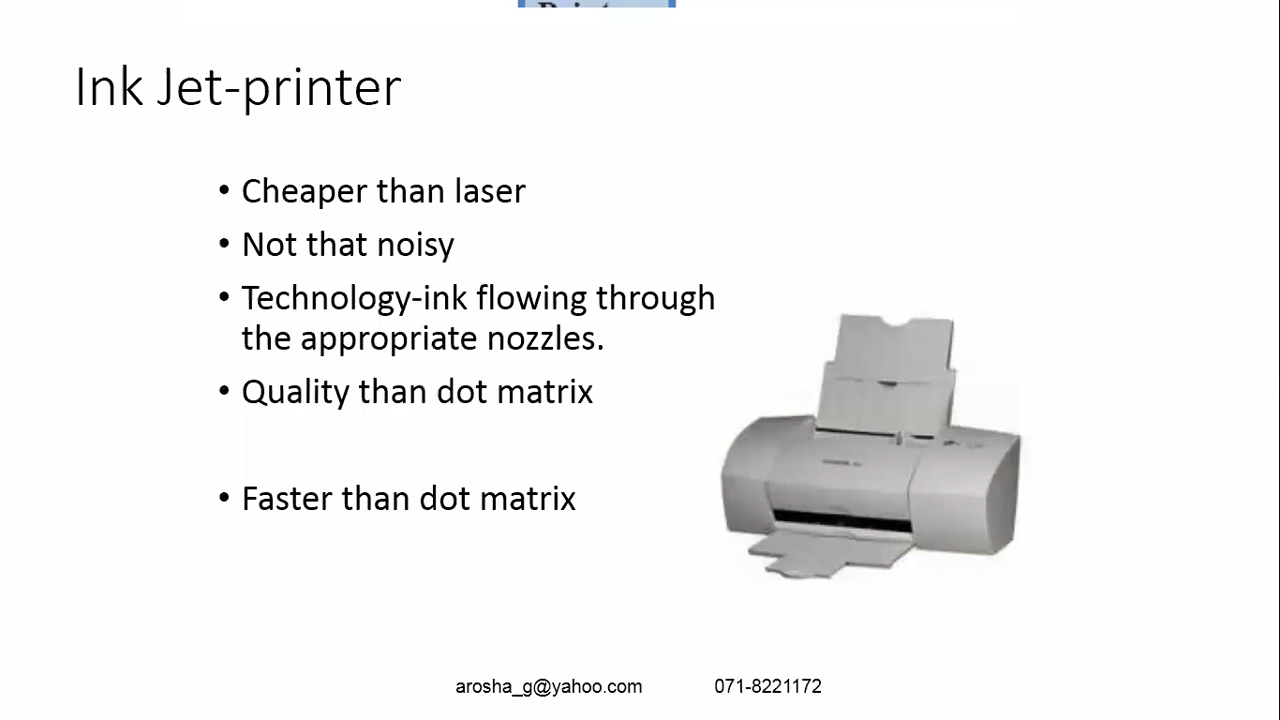 Ink Jet-printer
• Cheaper than laser
• Not that noisy
• Technology-ink flowing through
the appropriate nozzles.
• Quality than dot matrix
• Faster than dot matrix
arosha_g@yahoo.com 071-8221172